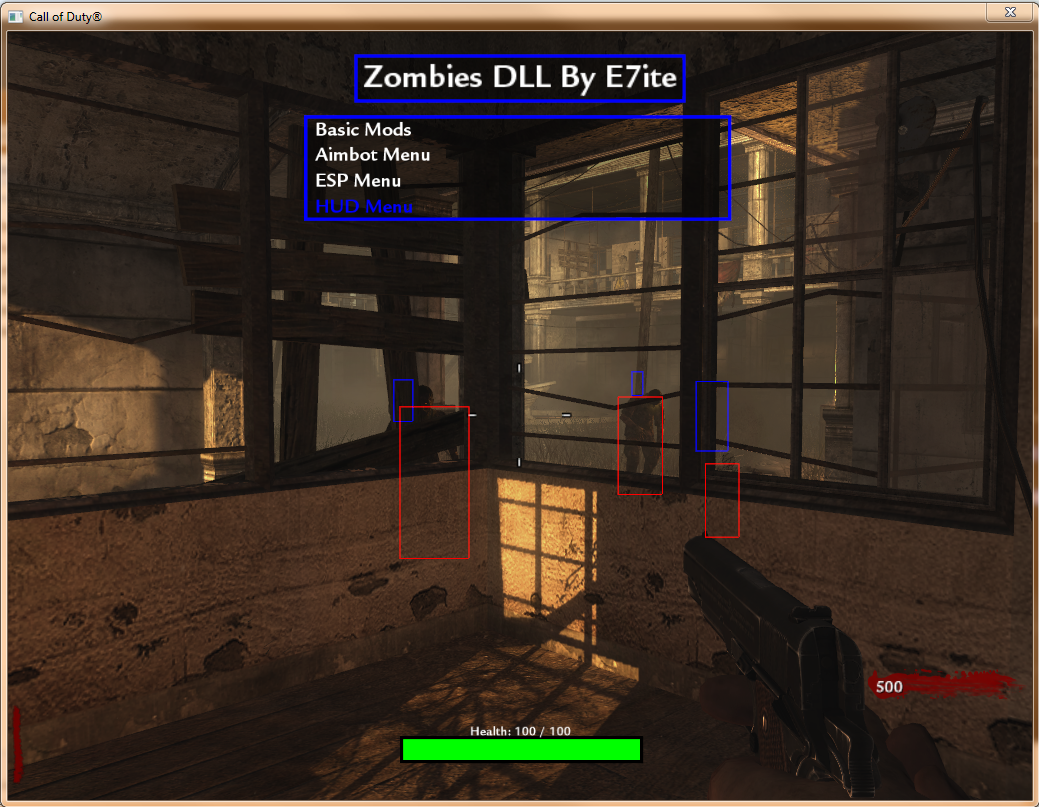 Call of Duty®
Zombies DLL By E7ite
Basic Mods
Aimbot Menu
ESP Menu
HUD Menu
500
Health: 100 / 100